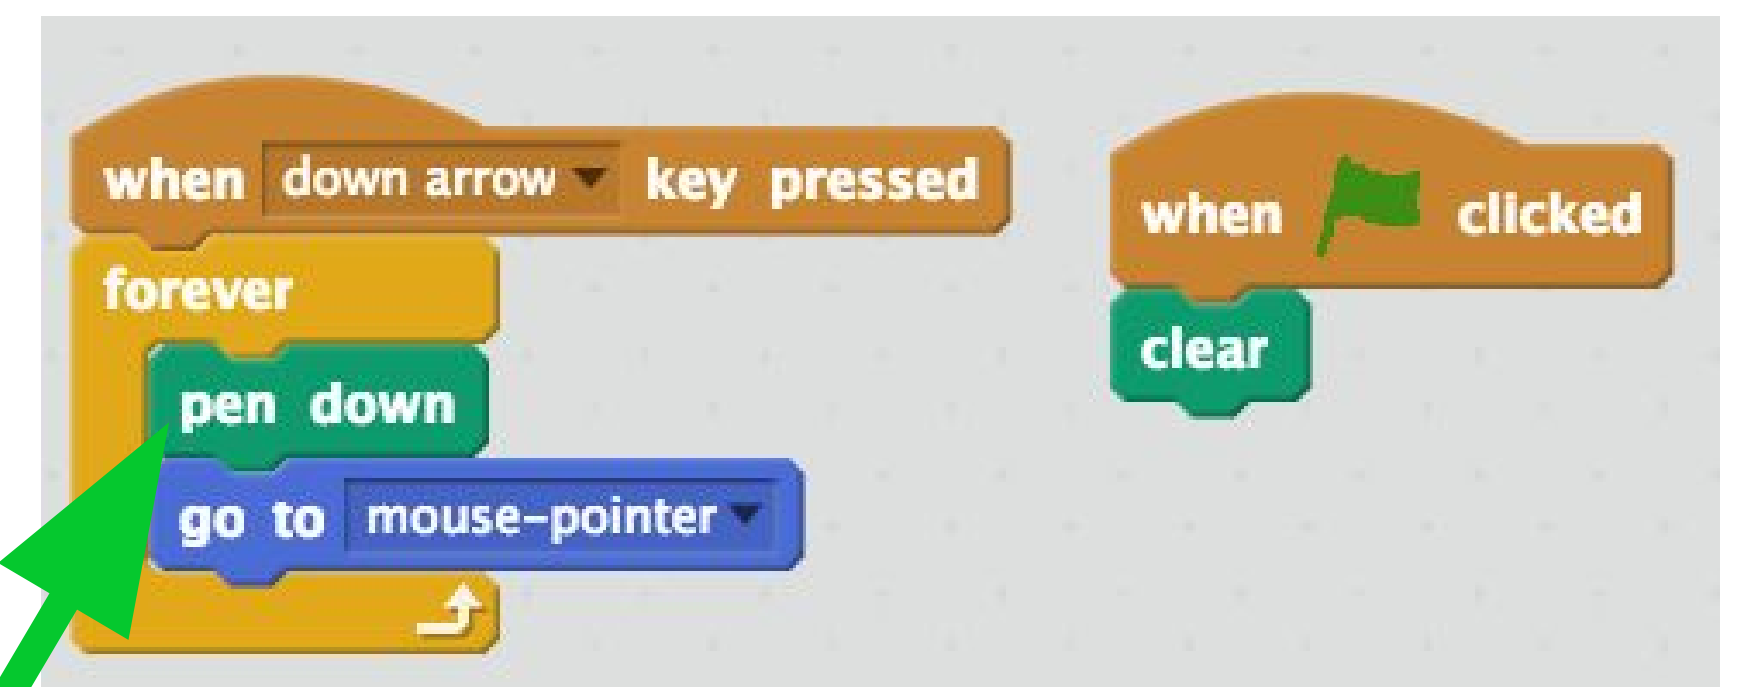 when down arrow key pressed
forever
pen down
go to mouse-pointer
when clicked
clear